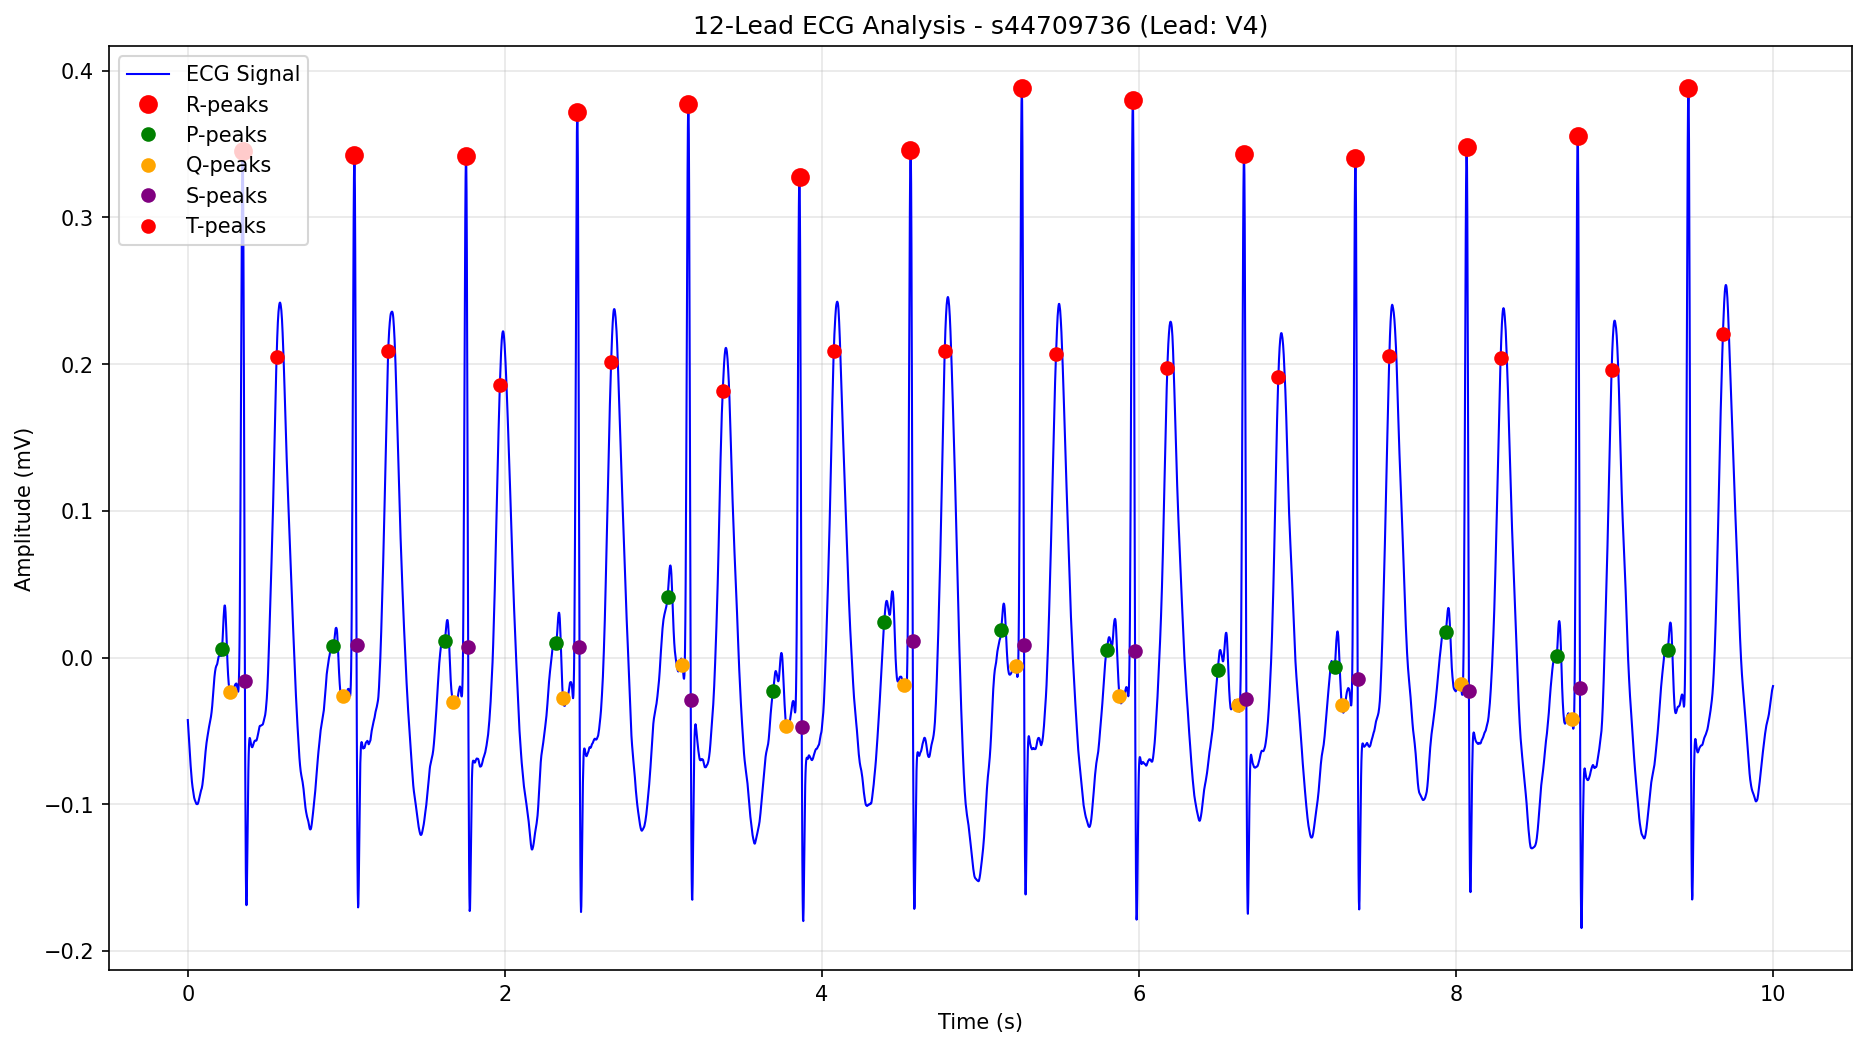 12-Lead ECG Analysis - s44709736 (Lead: V4)
ECG Signal
R-peaks
P-peaks
Q-peaks
S-peaks
T-peaks
Amplitude (mV)
0.4
0.3
0.2
0.1
0.0
−0.1
−0.2
0 2 4 6 8 10
Time (s)